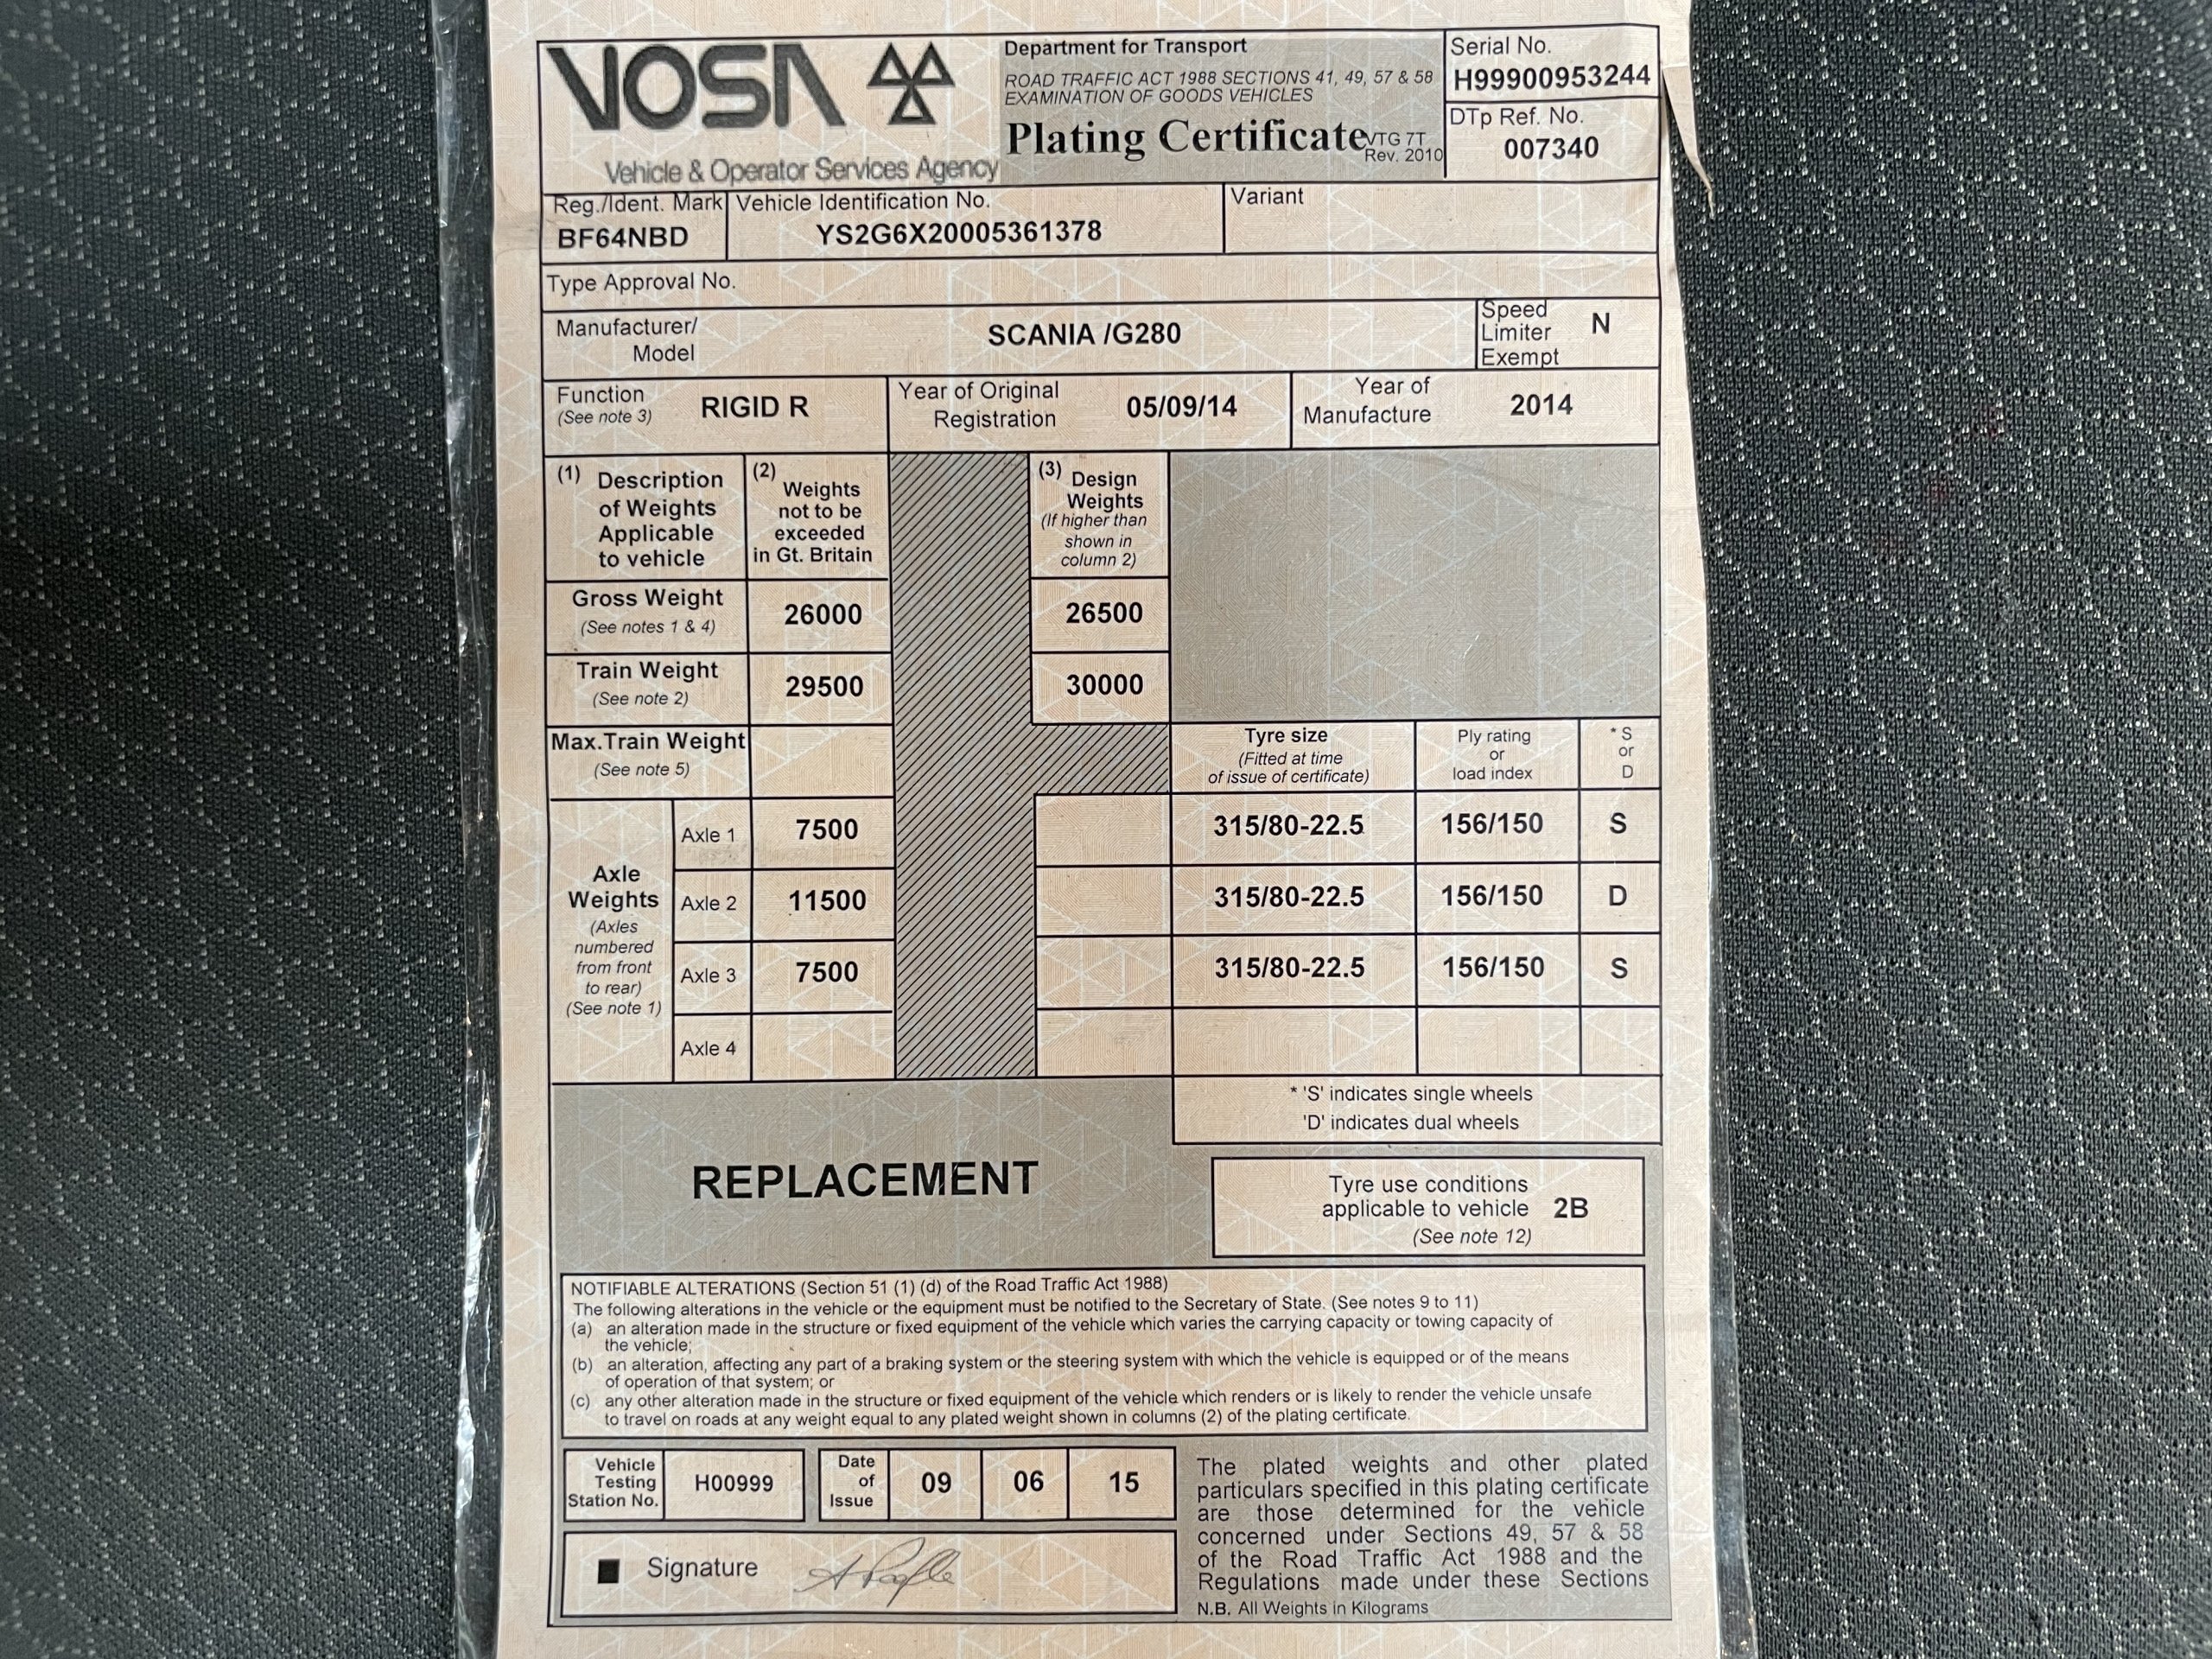 VOSA
Vehicle & Operator Services Agency
Department for Transport
ROAD TRAFFIC ACT 1988 SECTIONS 41, 49, 57 & 58
EXAMINATION OF GOODS VEHICLES
Plating Certificate VTG 7T
Rev. 2010
Serial No.
H99900953244
DTp Ref. No.
007340
Reg./Ident. Mark
BF64NBD
Vehicle Identification No.
YS2G6X20005361378
Variant
Type Approval No.
Manufacturer/
Model
SCANIA /G280
Speed
Limiter
Exempt
N
Function
(See note 3)
RIGID R
Year of Original
Registration
05/09/14
Year of
Manufacture
2014
(1) Description
of Weights
Applicable
to vehicle
(2) Weights
not to be
exceeded
in Gt. Britain
(3) Design
Weights
(If higher than
shown in
column 2)
Gross Weight
(See notes 1 & 4)
26000
26500
Train Weight
(See note 2)
29500
30000
Max.Train Weight
(See note 5)
Tyre size
(Fitted at time
of issue of certificate)
Ply rating
or
load index
* S
or
D
Axle
Weights
(Axles
numbered
from front
to rear)
(See note 1)
Axle 1 7500 315/80-22.5 156/150 S
Axle 2 11500 315/80-22.5 156/150 D
Axle 3 7500 315/80-22.5 156/150 S
Axle 4
* 'S' indicates single wheels
'D' indicates dual wheels
REPLACEMENT
Tyre use conditions
applicable to vehicle 2B
(See note 12)
NOTIFIABLE ALTERATIONS (Section 51 (1) (d) of the Road Traffic Act 1988)
The following alterations in the vehicle or the equipment must be notified to the Secretary of State. (See notes 9 to 11)
(a) an alteration made in the structure or fixed equipment of the vehicle which varies the carrying capacity or towing capacity of
the vehicle;
(b) an alteration, affecting any part of a braking system or the steering system with which the vehicle is equipped or of the means
of operation of that system; or
(c) any other alteration made in the structure or fixed equipment of the vehicle which renders or is likely to render the vehicle unsafe
to travel on roads at any weight equal to any plated weight shown in columns (2) of the plating certificate.
Vehicle
Testing
Station No.
H00999
Date
of
Issue
09 06 15
Signature
The plated weights and other plated
particulars specified in this plating certificate
are those determined for the vehicle
concerned under Sections 49, 57 & 58
of the Road Traffic Act 1988 and the
Regulations made under these Sections
N.B. All Weights in Kilograms